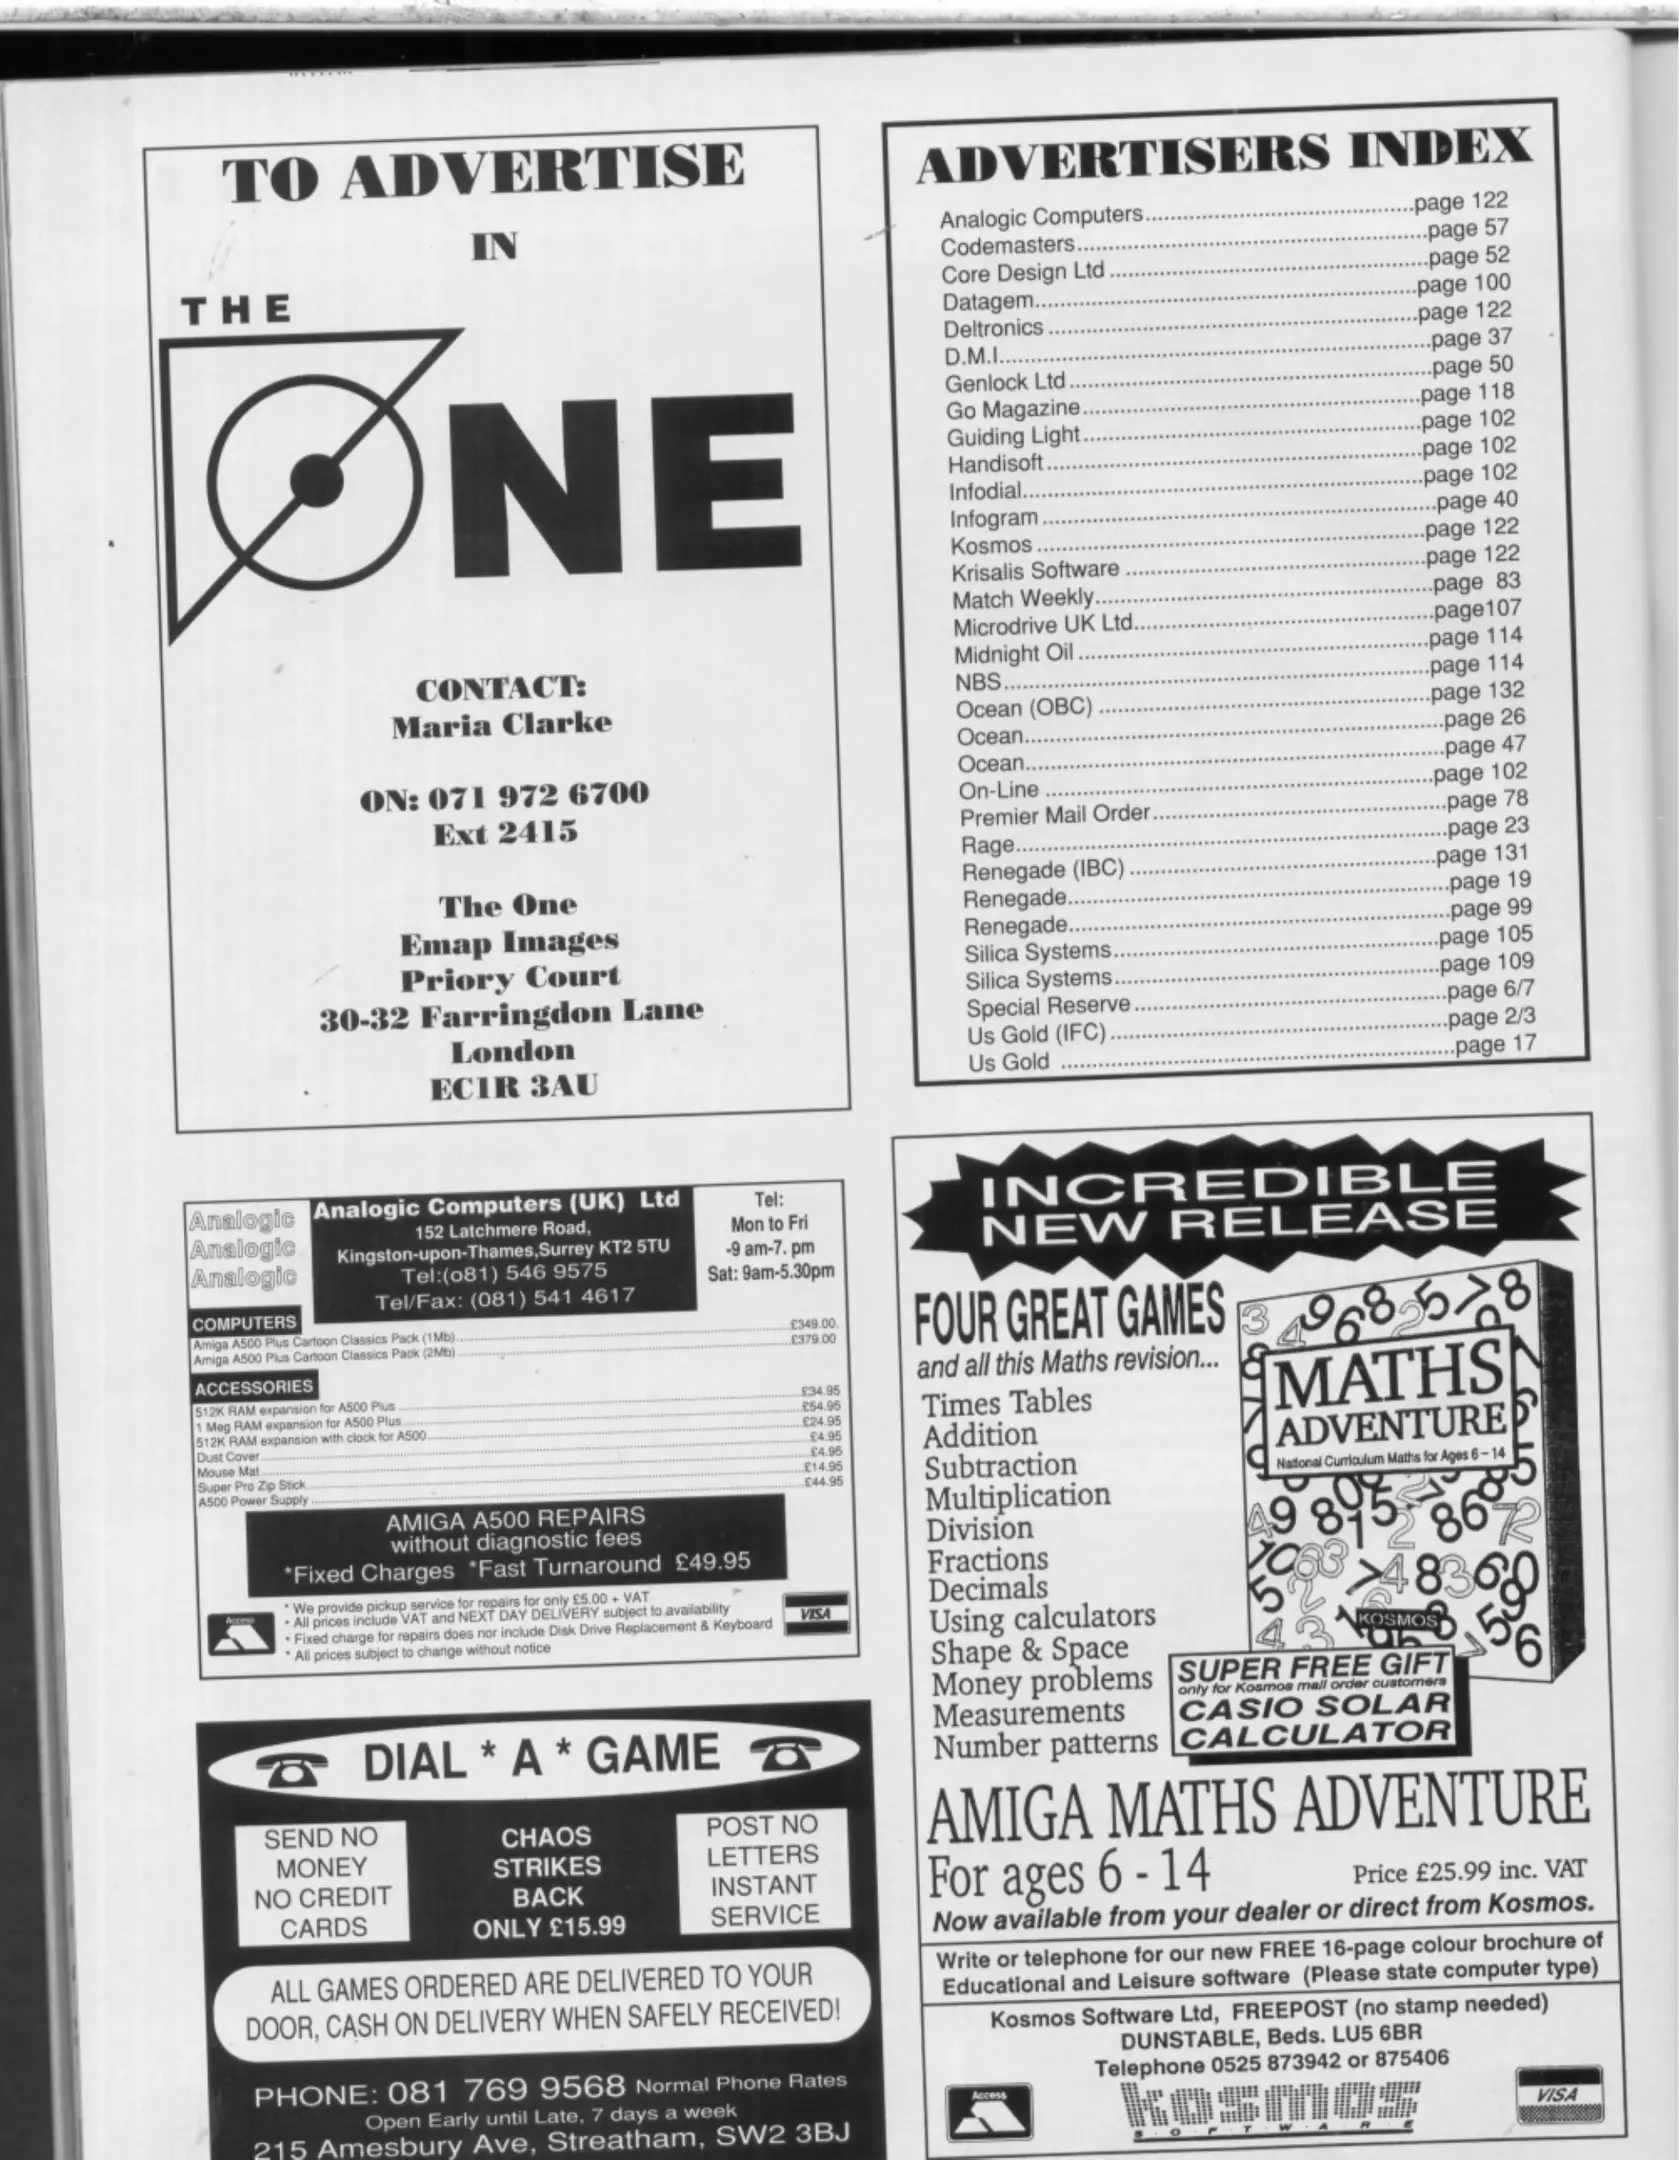 TO ADVERTISE
IN
THE
ONE
CONTACT:
Maria Clarke
ON: 071 972 6700
Ext 2415
The One
Emap Images
Priory Court
30-32 Farringdon Lane
London
EC1R 3AU
ADVERTISERS INDEX
Analogic Computers...page 122
Codemasters...page 57
Core Design Ltd...page 52
Datagem...page 100
Deltronics...page 122
D.M.I...page 37
Genlock Ltd...page 50
Go Magazine...page 118
Guiding Light...page 102
Handisoft...page 102
Infodial...page 102
Infogram...page 40
Kosmos...page 122
Krisalis Software...page 122
Match Weekly...page 83
Microdrive UK Ltd...page107
Midnight Oil...page 114
NBS...page 114
Ocean (OBC)...page 132
Ocean...page 26
Ocean...page 47
On-Line...page 102
Premier Mail Order...page 78
Rage...page 23
Renegade (IBC)...page 131
Renegade...page 19
Renegade...page 99
Silica Systems...page 105
Silica Systems...page 109
Special Reserve...page 6/7
Us Gold (IFC)...page 2/3
Us Gold...page 17
Analogic
Analogic
Analogic
Analogic Computers (UK) Ltd
152 Latchmere Road,
Kingston-upon-Thames,Surrey KT2 5TU
Tel:(o81) 546 9575
Tel/Fax: (081) 541 4617
Tel:
Mon to Fri
-9 am-7. pm
Sat: 9am-5.30pm
COMPUTERS
Amiga A500 Plus Cartoon Classics Pack (1Mb)...£349.00.
Amiga A500 Plus Cartoon Classics Pack (2Mb)...£379.00
ACCESSORIES
512K RAM expansion for A500 Plus...£34.95
1 Meg RAM expansion for A500 Plus...£54.95
512K RAM expansion with clock for A500...£24.95
Dust Cover...£4.95
Mouse Mat...£4.95
Super Pro Zip Stick...£14.95
A500 Power Supply...£44.95
AMIGA A500 REPAIRS
without diagnostic fees
*Fixed Charges *Fast Turnaround £49.95
* We provide pickup service for repairs for only £5.00 + VAT
* All prices include VAT and NEXT DAY DELIVERY subject to availability
* Fixed charge for repairs does nor include Disk Drive Replacement & Keyboard
* All prices subject to change without notice
Access
VISA
DIAL * A * GAME
SEND NO
MONEY
NO CREDIT
CARDS
CHAOS
STRIKES
BACK
ONLY £15.99
POST NO
LETTERS
INSTANT
SERVICE
ALL GAMES ORDERED ARE DELIVERED TO YOUR
DOOR, CASH ON DELIVERY WHEN SAFELY RECEIVED!
PHONE: 081 769 9568 Normal Phone Rates
Open Early until Late, 7 days a week
215 Amesbury Ave, Streatham, SW2 3BJ
INCREDIBLE
NEW RELEASE
FOUR GREAT GAMES
and all this Maths revision...
Times Tables
Addition
Subtraction
Multiplication
Division
Fractions
Decimals
Using calculators
Shape & Space
Money problems
Measurements
Number patterns
MATHS
ADVENTURE
National Curriculum Maths for Ages 6 - 14
KOSMOS
SUPER FREE GIFT
only for Kosmos mail order customers
CASIO SOLAR
CALCULATOR
AMIGA MATHS ADVENTURE
For ages 6 - 14
Price £25.99 inc. VAT
Now available from your dealer or direct from Kosmos.
Write or telephone for our new FREE 16-page colour brochure of
Educational and Leisure software (Please state computer type)
Kosmos Software Ltd, FREEPOST (no stamp needed)
DUNSTABLE, Beds. LU5 6BR
Telephone 0525 873942 or 875406
Access
kosmos
SOFTWARE
VISA